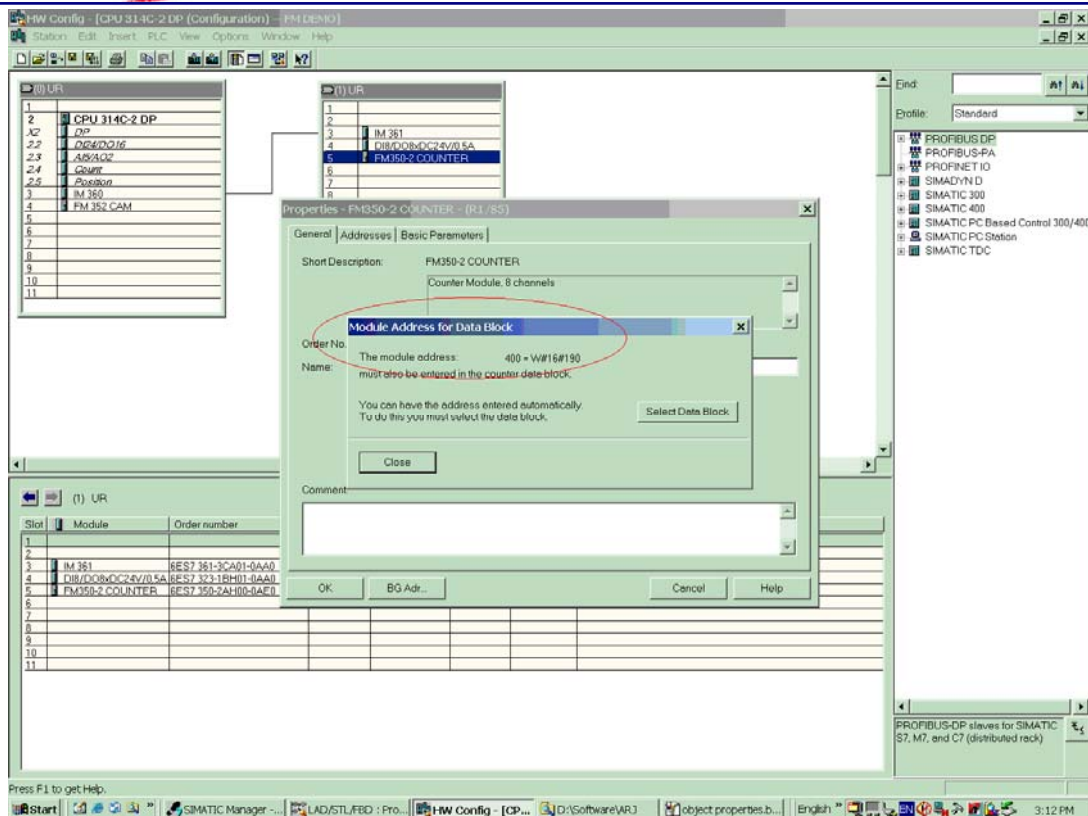 HW Config - [CPU 314C-2 DP (Configuration) -- FM DEMO]
Station Edit Insert PLC View Options Window Help
(0) UR
1
2 CPU 314C-2 DP
X2 DP
2.2 DI24/DO16
2.3 AI5/AO2
2.4 Count
2.5 Position
3 IM 360
4 FM 352 CAM
5
6
7
8
9
10
11
(1) UR
1
2
3 IM 361
4 DI8/DO8xDC24V/0.5A
5 FM350-2 COUNTER
6
7
8
Find:
Profile: Standard
PROFIBUS DP
PROFIBUS-PA
PROFINET IO
SIMADYN D
SIMATIC 300
SIMATIC 400
SIMATIC PC Based Control 300/400
SIMATIC PC Station
SIMATIC TDC
Properties - FM350-2 COUNTER - (R1/S5)
General Addresses Basic Parameters
Short Description: FM350-2 COUNTER
Counter Module, 8 channels
Order No.
Name:
Module Address for Data Block
The module address: 400 = W#16#190
must also be entered in the counter data block.
You can have the address entered automatically.
To do this you must select the data block.
Select Data Block
Close
Comment:
OK BG Adr... Cancel Help
(1) UR
Slot Module Order number
1
2
3 IM 361 6ES7 361-3CA01-0AA0
4 DI8/DO8xDC24V/0.5A 6ES7 323-1BH01-0AA0
5 FM350-2 COUNTER 6ES7 350-2AH00-0AE0
6
7
8
9
10
11
PROFIBUS-DP slaves for SIMATIC
S7, M7, and C7 (distributed rack)
Press F1 to get Help.
Start SIMATIC Manager -... LAD/STL/FBD : Pro... HW Config - [CP... D:\Software\ARJ object properties.b... English EN 3:12 PM